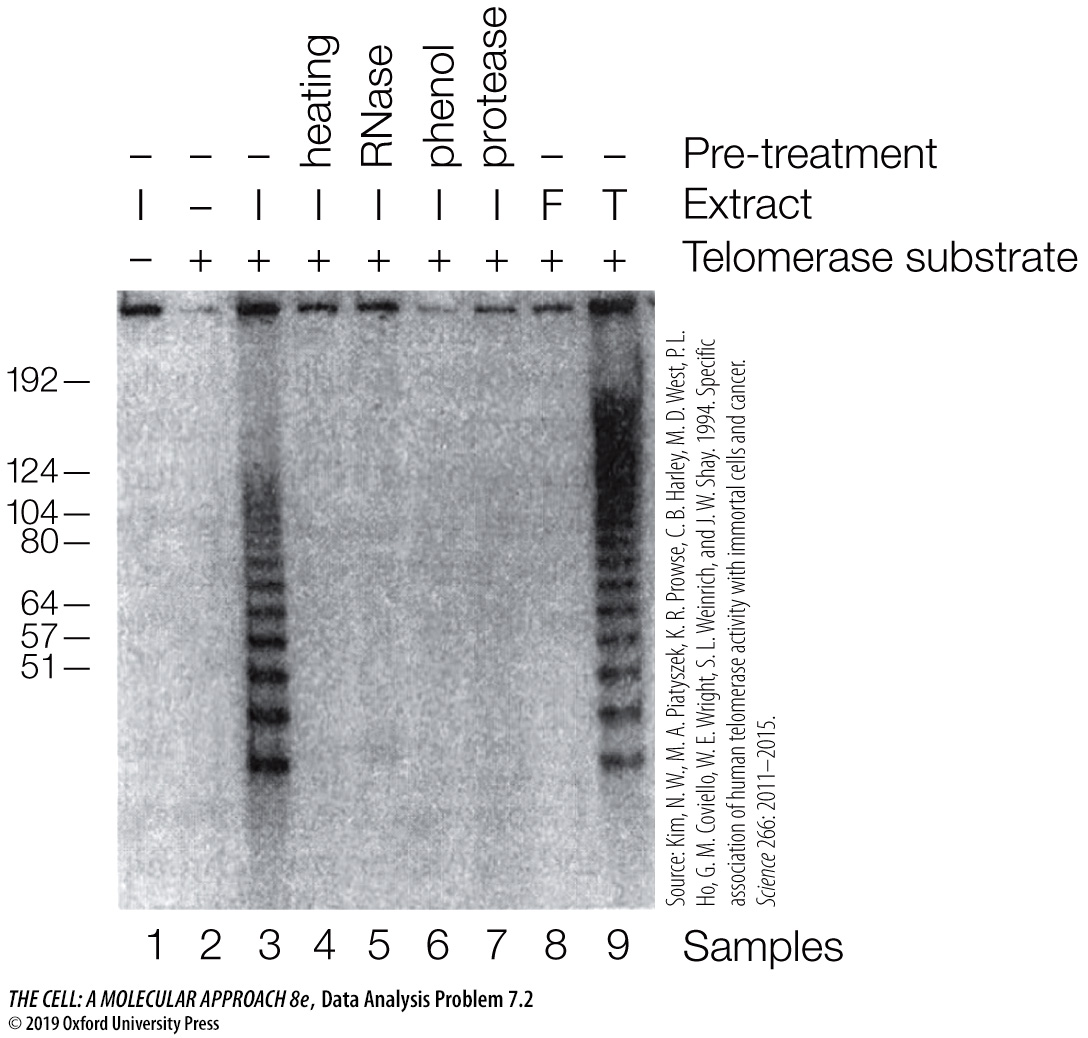 heating RNase phenol protease
– – – – – Pre-treatment
I – I I I I I F T Extract
– + + + + + + + + Telomerase substrate
192
124
104
80
64
57
51
Source: Kim, N. W., M. A. Piatyszek, K. R. Prowse, C. B. Harley, M. D. West, P. L.
Ho, G. M. Coviello, W. E. Wright, S. L. Weinrich, and J. W. Shay. 1994. Specific
association of human telomerase activity with immortal cells and cancer.
Science 266: 2011–2015.
1 2 3 4 5 6 7 8 9 Samples
THE CELL: A MOLECULAR APPROACH 8e, Data Analysis Problem 7.2
© 2019 Oxford University Press